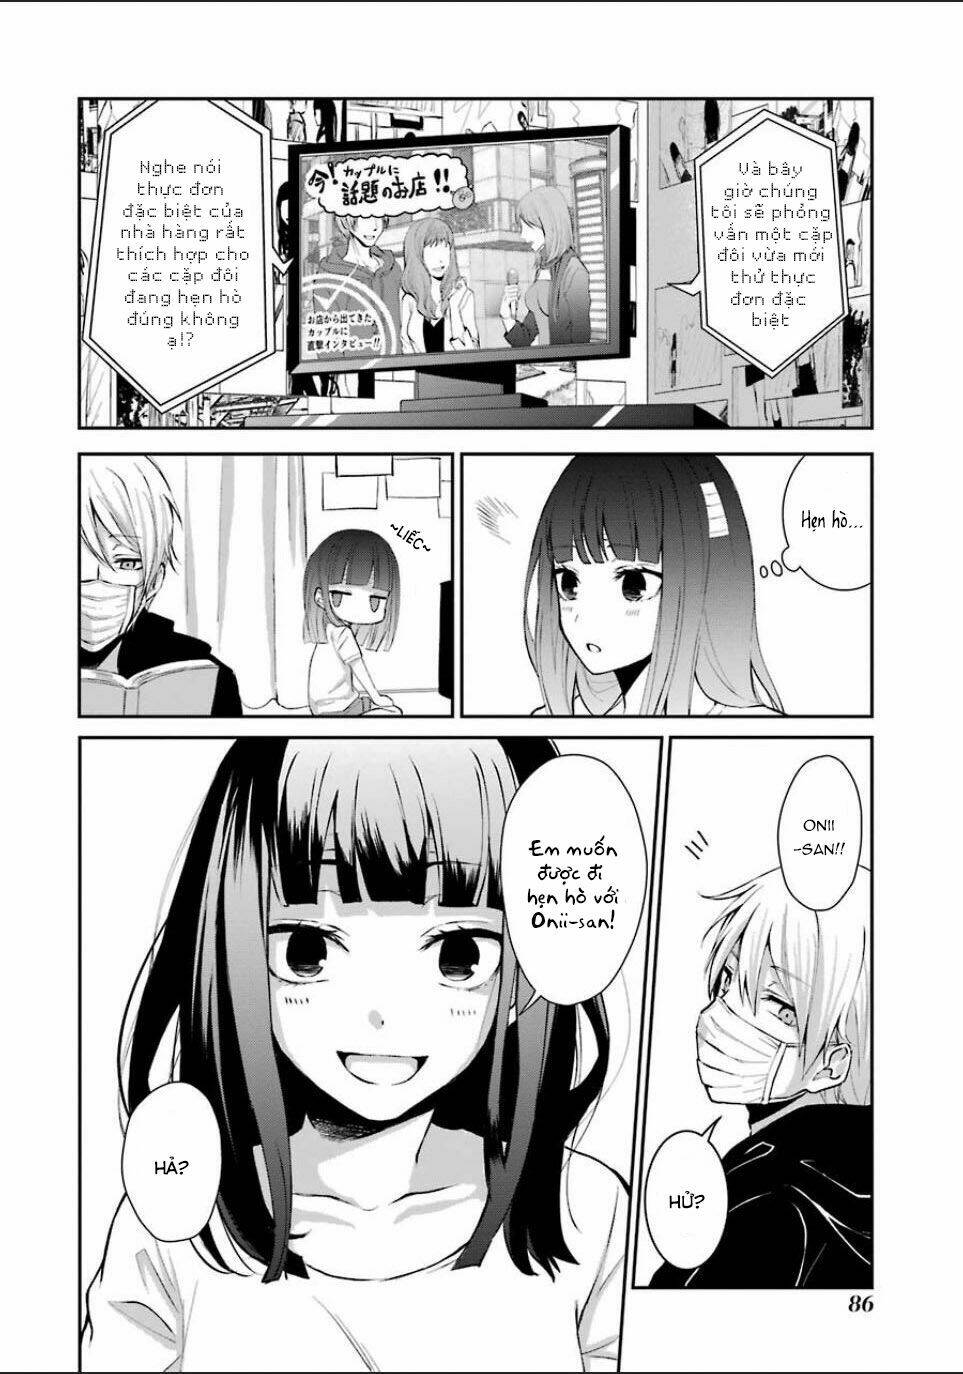 Và bây
giờ chúng
tôi sẽ phỏng
vấn một cặp
đôi vừa mới
thử thực
đơn đặc
biệt
今!カップルに
話題のお店!!
お店から出てきた
カップルに
直撃インタビュー!!
Nghe nói
thực đơn
đặc biệt của
nhà hàng rất
thích hợp cho
các cặp đôi
đang hẹn hò
đúng không
ạ!?
Hẹn hò...
~LIẾC~
ONII
-SAN!!
HỬ?
Em muốn
được đi
hẹn hò với
Onii-san!
HẢ?
86